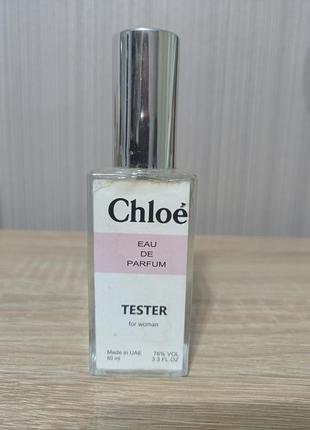 Chloé
EAU
DE
PARFUM
TESTER
for woman
Made in UAE 76% VOL
60 ml 3.3 FL.OZ